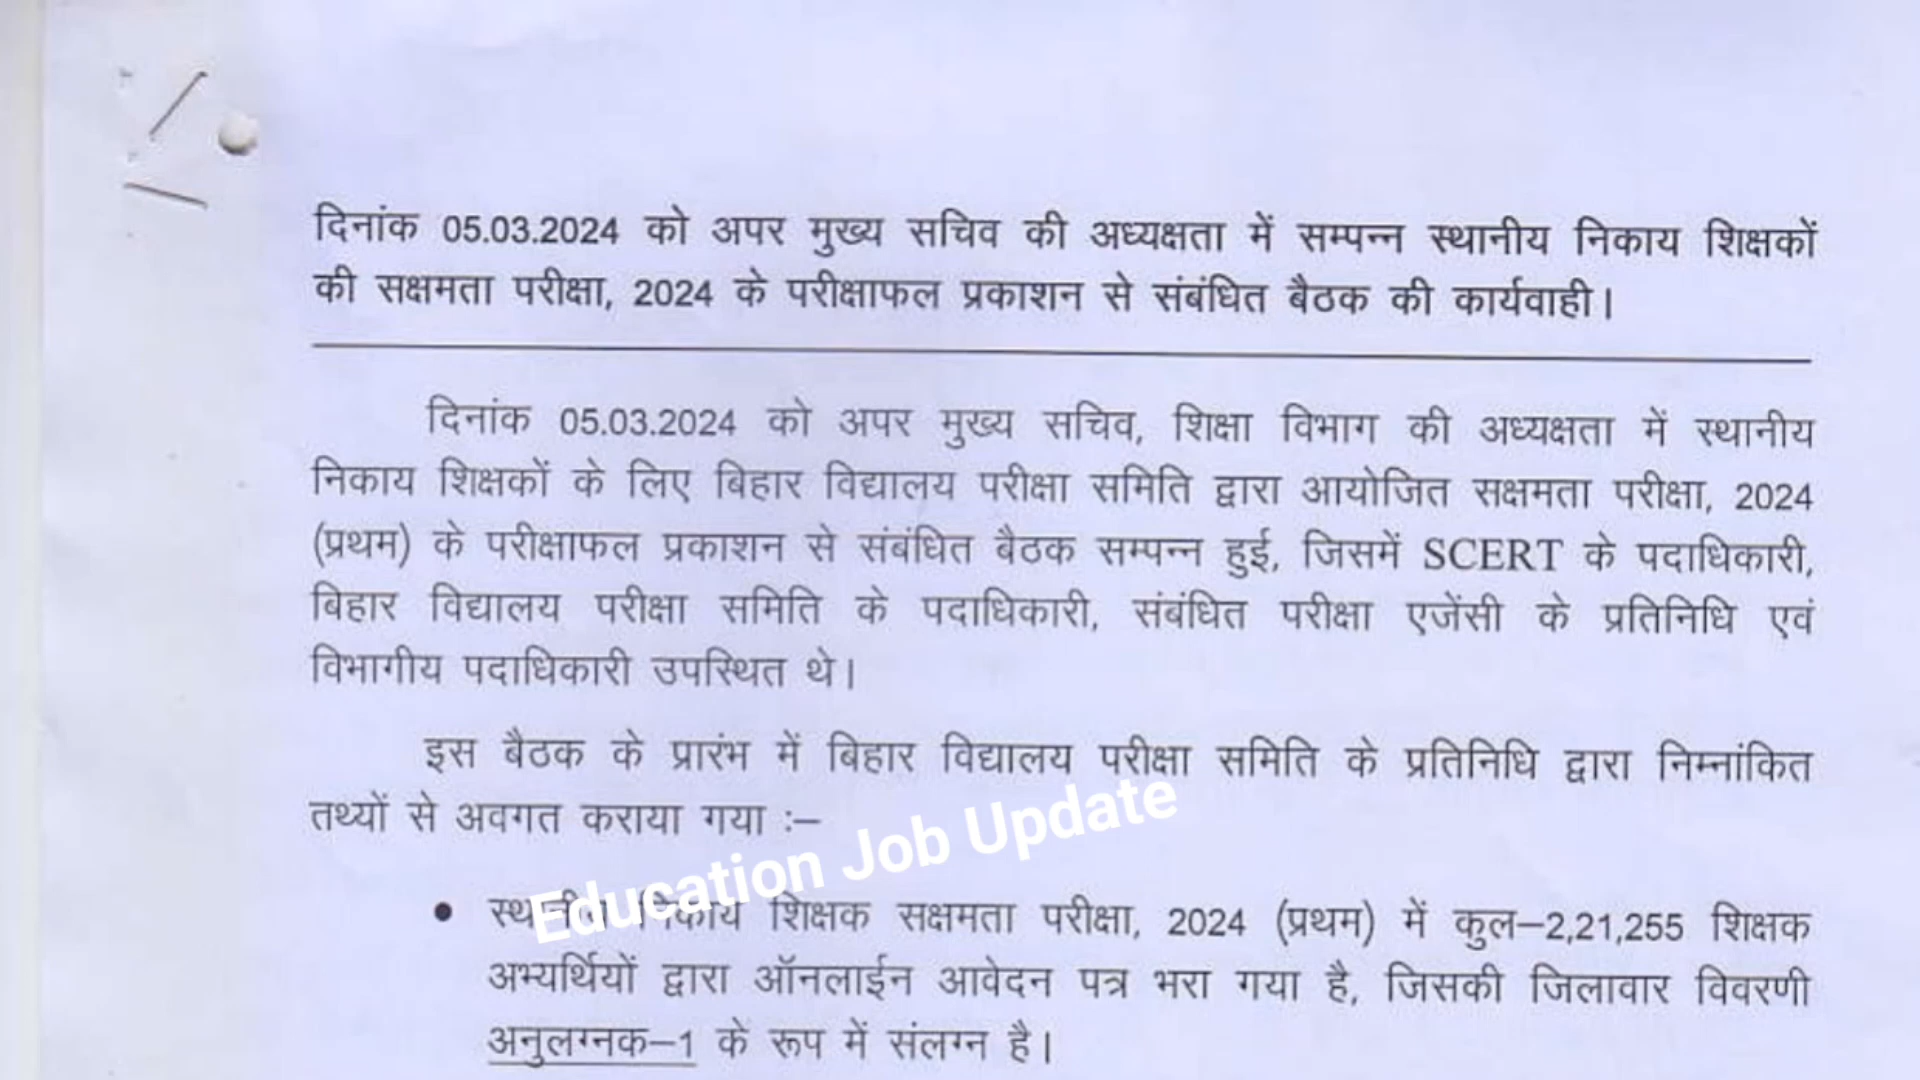 दिनांक 05.03.2024 को अपर मुख्य सचिव की अध्यक्षता में सम्पन्न स्थानीय निकाय शिक्षकों
की सक्षमता परीक्षा, 2024 के परीक्षाफल प्रकाशन से संबंधित बैठक की कार्यवाही।
दिनांक 05.03.2024 को अपर मुख्य सचिव, शिक्षा विभाग की अध्यक्षता में स्थानीय
निकाय शिक्षकों के लिए बिहार विद्यालय परीक्षा समिति द्वारा आयोजित सक्षमता परीक्षा, 2024
(प्रथम) के परीक्षाफल प्रकाशन से संबंधित बैठक सम्पन्न हुई, जिसमें SCERT के पदाधिकारी,
बिहार विद्यालय परीक्षा समिति के पदाधिकारी, संबंधित परीक्षा एजेंसी के प्रतिनिधि एवं
विभागीय पदाधिकारी उपस्थित थे।
इस बैठक के प्रारंभ में बिहार विद्यालय परीक्षा समिति के प्रतिनिधि द्वारा निम्नांकित
तथ्यों से अवगत कराया गया :–
Education Job Update
• स्थानीय निकाय शिक्षक सक्षमता परीक्षा, 2024 (प्रथम) में कुल–2,21,255 शिक्षक
अभ्यर्थियों द्वारा ऑनलाईन आवेदन पत्र भरा गया है, जिसकी जिलावार विवरणी
अनुलग्नक–1 के रूप में संलग्न है।